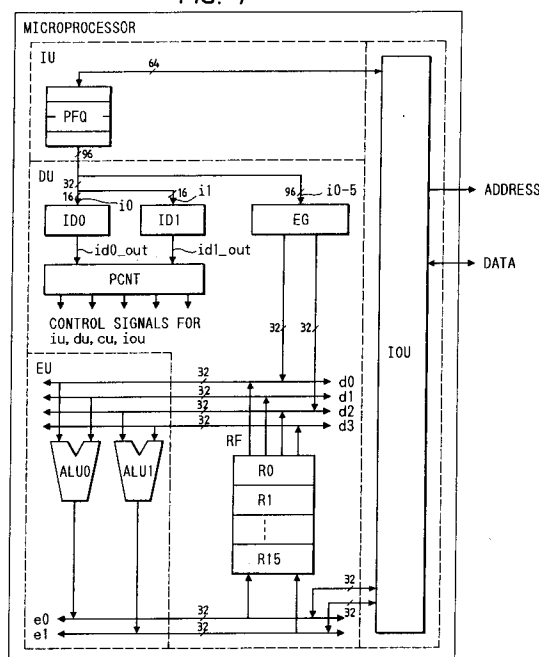 MICROPROCESSOR
IU
64
PFQ
96
DU
32
16 i0
16 i1
96 i0-5
ID0
ID1
EG
ADDRESS
id0_out
id1_out
PCNT
DATA
CONTROL SIGNALS FOR
iu, du, cu, iou
32
32
IOU
EU
32
d0
32
d1
32
d2
32
d3
RF
ALU0
ALU1
R0
R1
R15
32
32
e0
32
e1
32